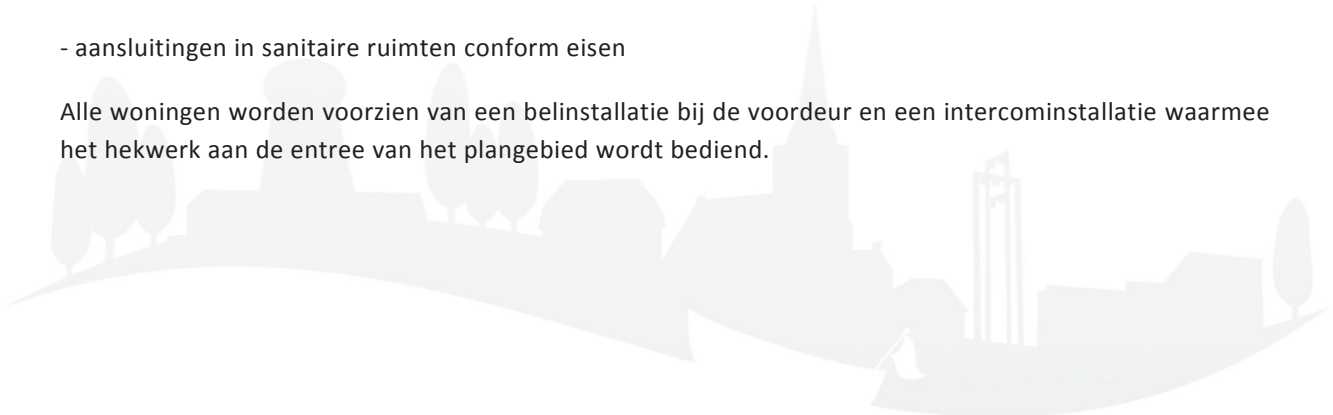 - aansluitingen in sanitaire ruimten conform eisen
Alle woningen worden voorzien van een belinstallatie bij de voordeur en een intercominstallatie waarmee
het hekwerk aan de entree van het plangebied wordt bediend.